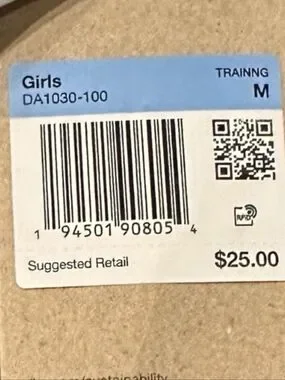 Girls
TRAINNG
DA1030-100
M
1 94501 90805 4
RFID
Suggested Retail
$25.00